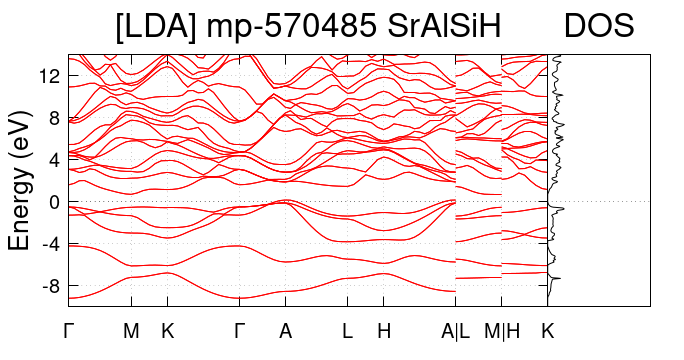 [LDA] mp-570485 SrAlSiH DOS
Energy (eV)
12
8
4
0
-4
-8
Γ M K Γ A L H A|L M|H K